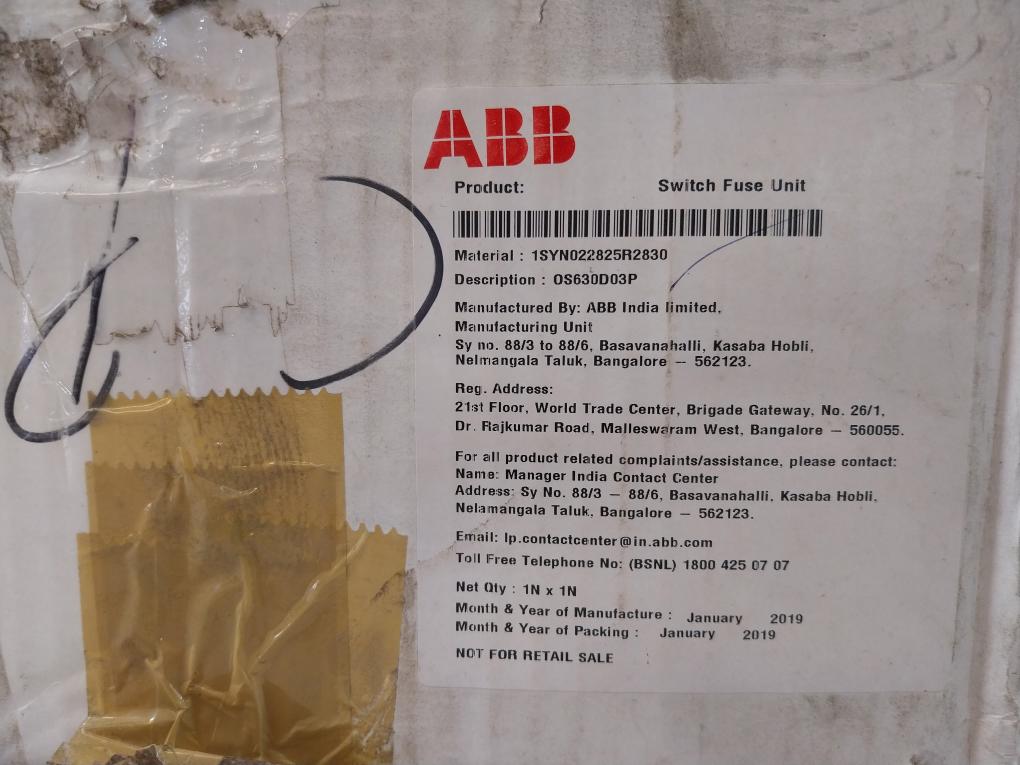 ABB
Product: Switch Fuse Unit
Material : 1SYN022825R2830
Description : OS630D03P
Manufactured By: ABB India limited,
Manufacturing Unit
Sy no. 88/3 to 88/6, Basavanahalli, Kasaba Hobli,
Nelmangala Taluk, Bangalore – 562123.
Reg. Address:
21st Floor, World Trade Center, Brigade Gateway, No. 26/1,
Dr. Rajkumar Road, Malleswaram West, Bangalore – 560055.
For all product related complaints/assistance, please contact:
Name: Manager India Contact Center
Address: Sy No. 88/3 – 88/6, Basavanahalli, Kasaba Hobli,
Nelamangala Taluk, Bangalore – 562123.
Email: lp.contactcenter@in.abb.com
Toll Free Telephone No: (BSNL) 1800 425 07 07
Net Qty : 1N x 1N
Month & Year of Manufacture : January 2019
Month & Year of Packing : January 2019
NOT FOR RETAIL SALE